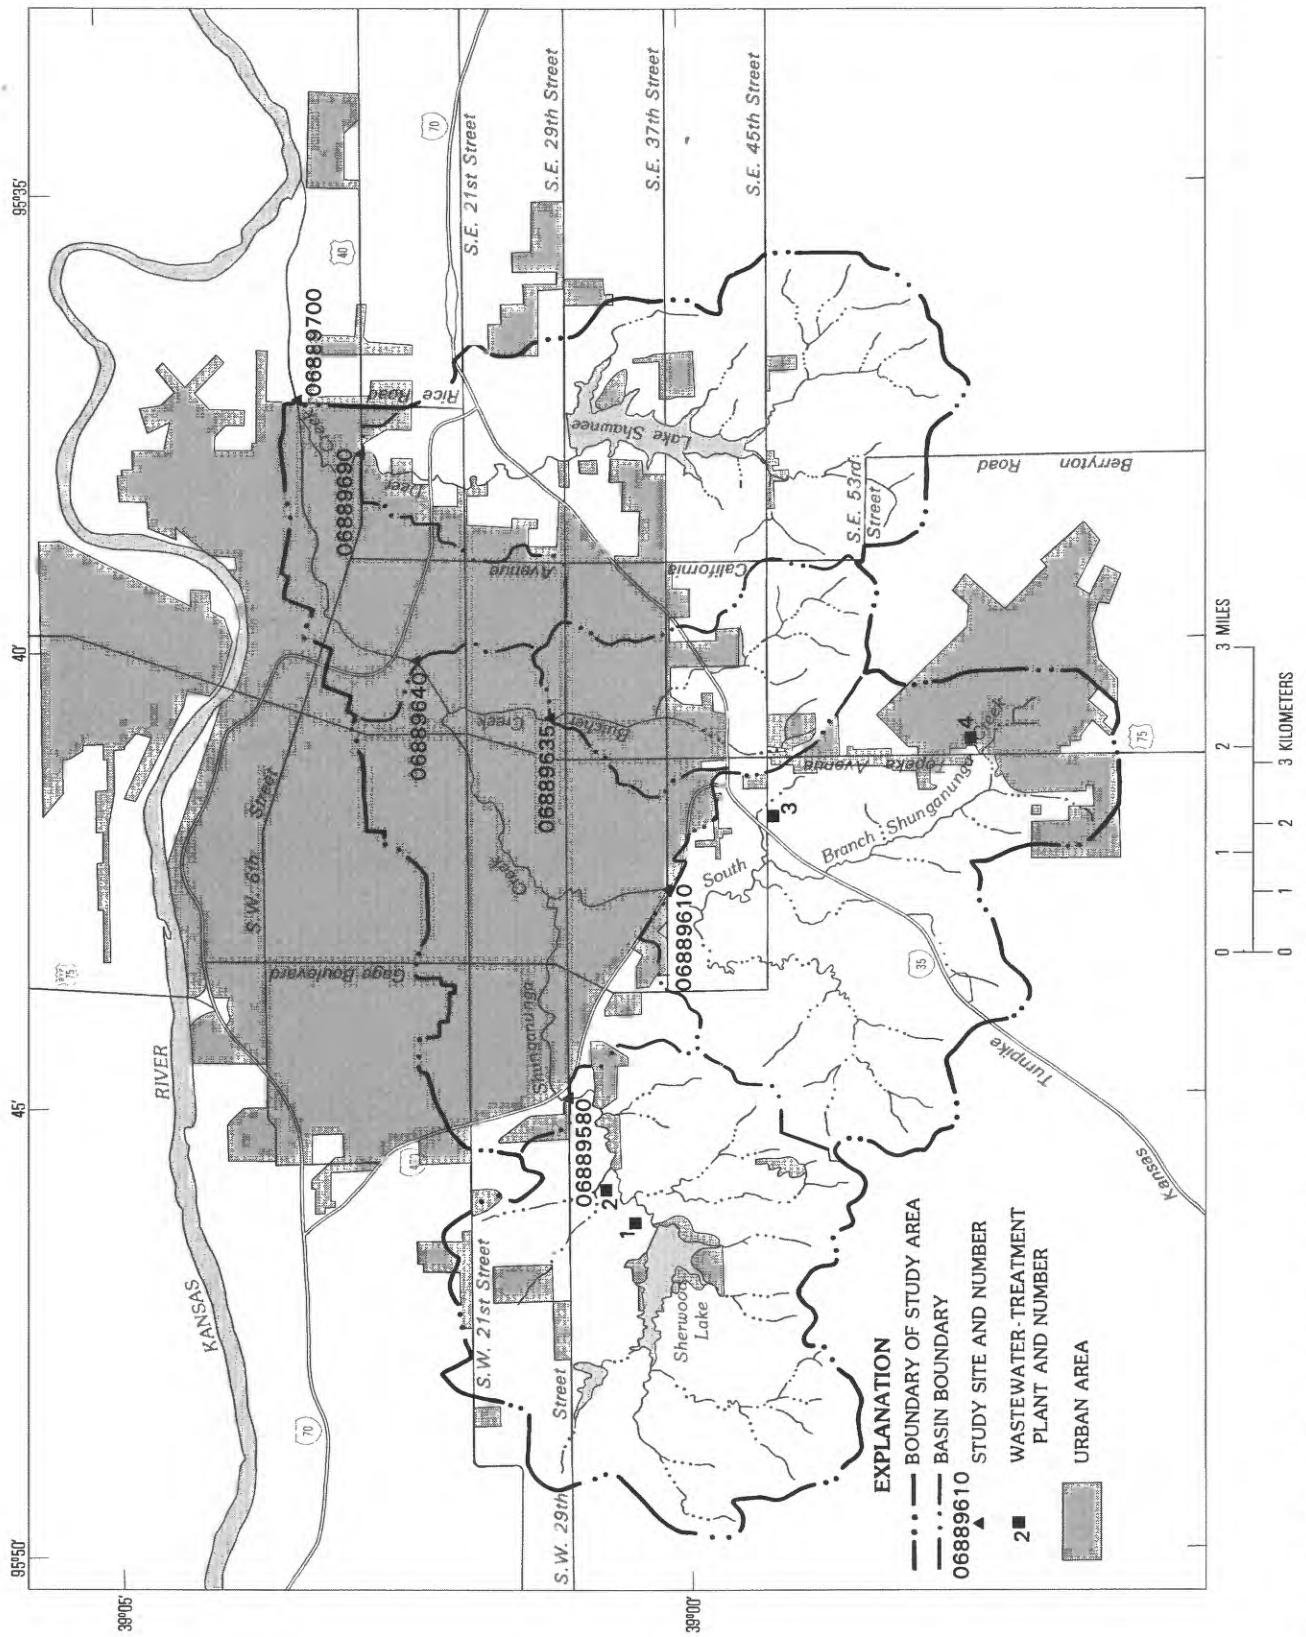 95°50'
45'
40'
95°35'
39°05'
39°00'
KANSAS
RIVER
70
75
S.W. 6th
Street
Gage Boulevard
40
70
06889700
06889690
Deer
Creek
Rice Road
S.E. 21st Street
S.E. 29th Street
S.E. 37th Street
S.E. 45th Street
S.E. 53rd
Street
Berryton Road
Lake Shawnee
California Avenue
06889640
06889635
Butcher
Creek
Shunganunga
Creek
06889610
06889580
S.W. 21st Street
S.W. 29th Street
1
2
3
4
Sherwood
Lake
South Branch Shunganunga Creek
Topeka Avenue
75
35
Kansas Turnpike
EXPLANATION
BOUNDARY OF STUDY AREA
BASIN BOUNDARY
06889610
STUDY SITE AND NUMBER
2
WASTEWATER-TREATMENT
PLANT AND NUMBER
URBAN AREA
0 1 2 3 MILES
0 1 2 3 KILOMETERS